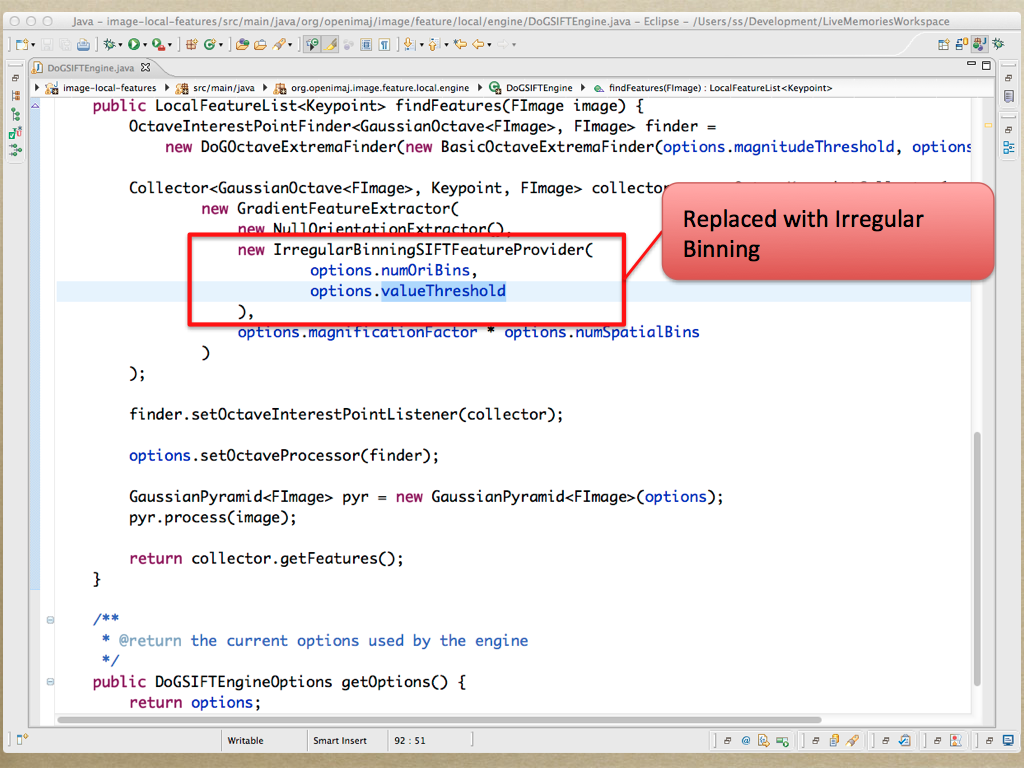 Java – image-local-features/src/main/java/org/openimaj/image/feature/local/engine/DoGSIFTEngine.java – Eclipse – /Users/ss/Development/LiveMemoriesWorkspace
DoGSIFTEngine.java
image-local-features src/main/java org.openimaj.image.feature.local.engine DoGSIFTEngine findFeatures(FImage) : LocalFeatureList<Keypoint>
public LocalFeatureList<Keypoint> findFeatures(FImage image) {
OctaveInterestPointFinder<GaussianOctave<FImage>, FImage> finder =
new DoGOctaveExtremaFinder(new BasicOctaveExtremaFinder(options.magnitudeThreshold, options
Collector<GaussianOctave<FImage>, Keypoint, FImage> collector
new GradientFeatureExtractor(
new NullOrientationExtractor(),
new IrregularBinningSIFTFeatureProvider(
options.numOriBins,
options.valueThreshold
),
options.magnificationFactor * options.numSpatialBins
)
);
Replaced with Irregular
Binning
finder.setOctaveInterestPointListener(collector);
options.setOctaveProcessor(finder);
GaussianPyramid<FImage> pyr = new GaussianPyramid<FImage>(options);
pyr.process(image);
return collector.getFeatures();
}
/**
* @return the current options used by the engine
*/
public DoGSIFTEngineOptions getOptions() {
return options;
Writable Smart Insert 92 : 51